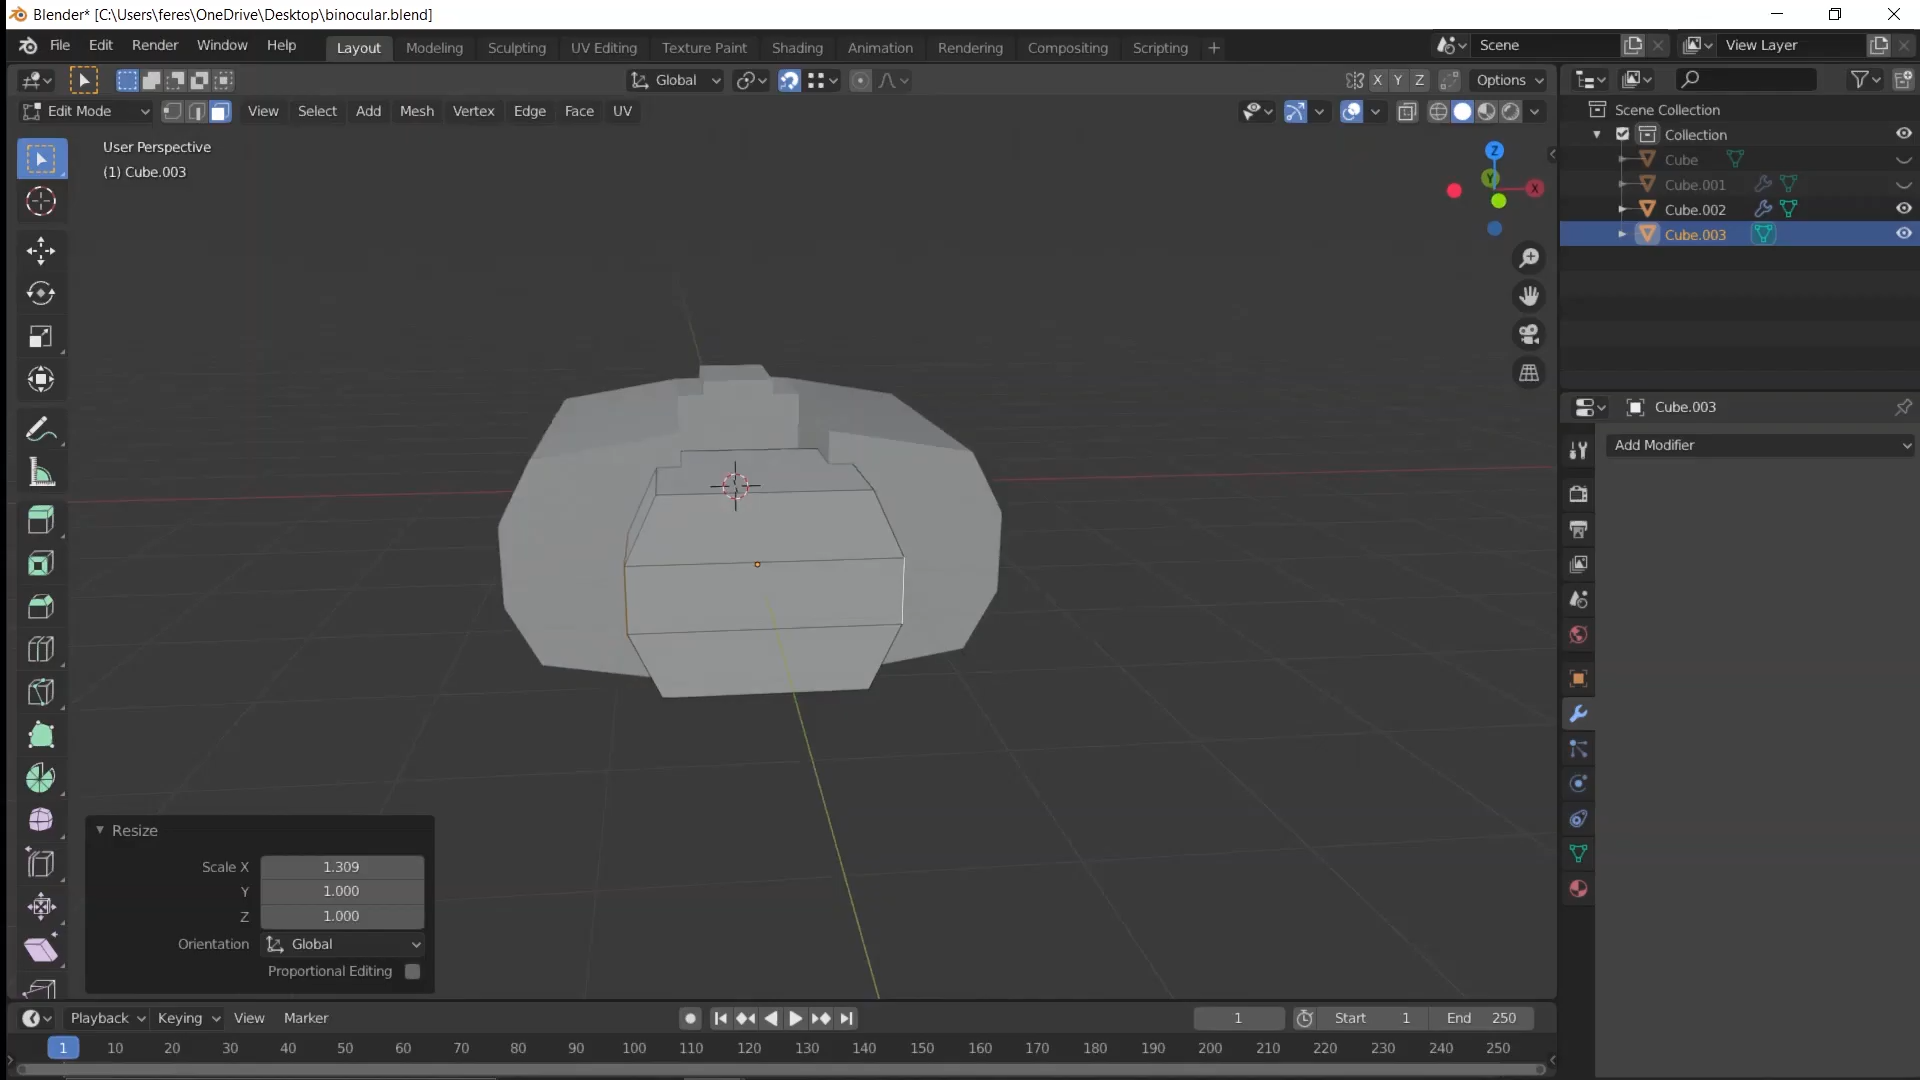 Blender* [C:\Users\feres\OneDrive\Desktop\binocular.blend]
File Edit Render Window Help Layout Modeling Sculpting UV Editing Texture Paint Shading Animation Rendering Compositing Scripting + Scene View Layer
Global X Y Z Options
Edit Mode View Select Add Mesh Vertex Edge Face UV
Scene Collection
Collection
Cube
Cube.001
Cube.002
Cube.003
User Perspective
(1) Cube.003
Z
Y
X
Cube.003
Add Modifier
Resize
Scale X 1.309
Y 1.000
Z 1.000
Orientation Global
Proportional Editing
Playback Keying View Marker 1 Start 1 End 250
1 10 20 30 40 50 60 70 80 90 100 110 120 130 140 150 160 170 180 190 200 210 220 230 240 250